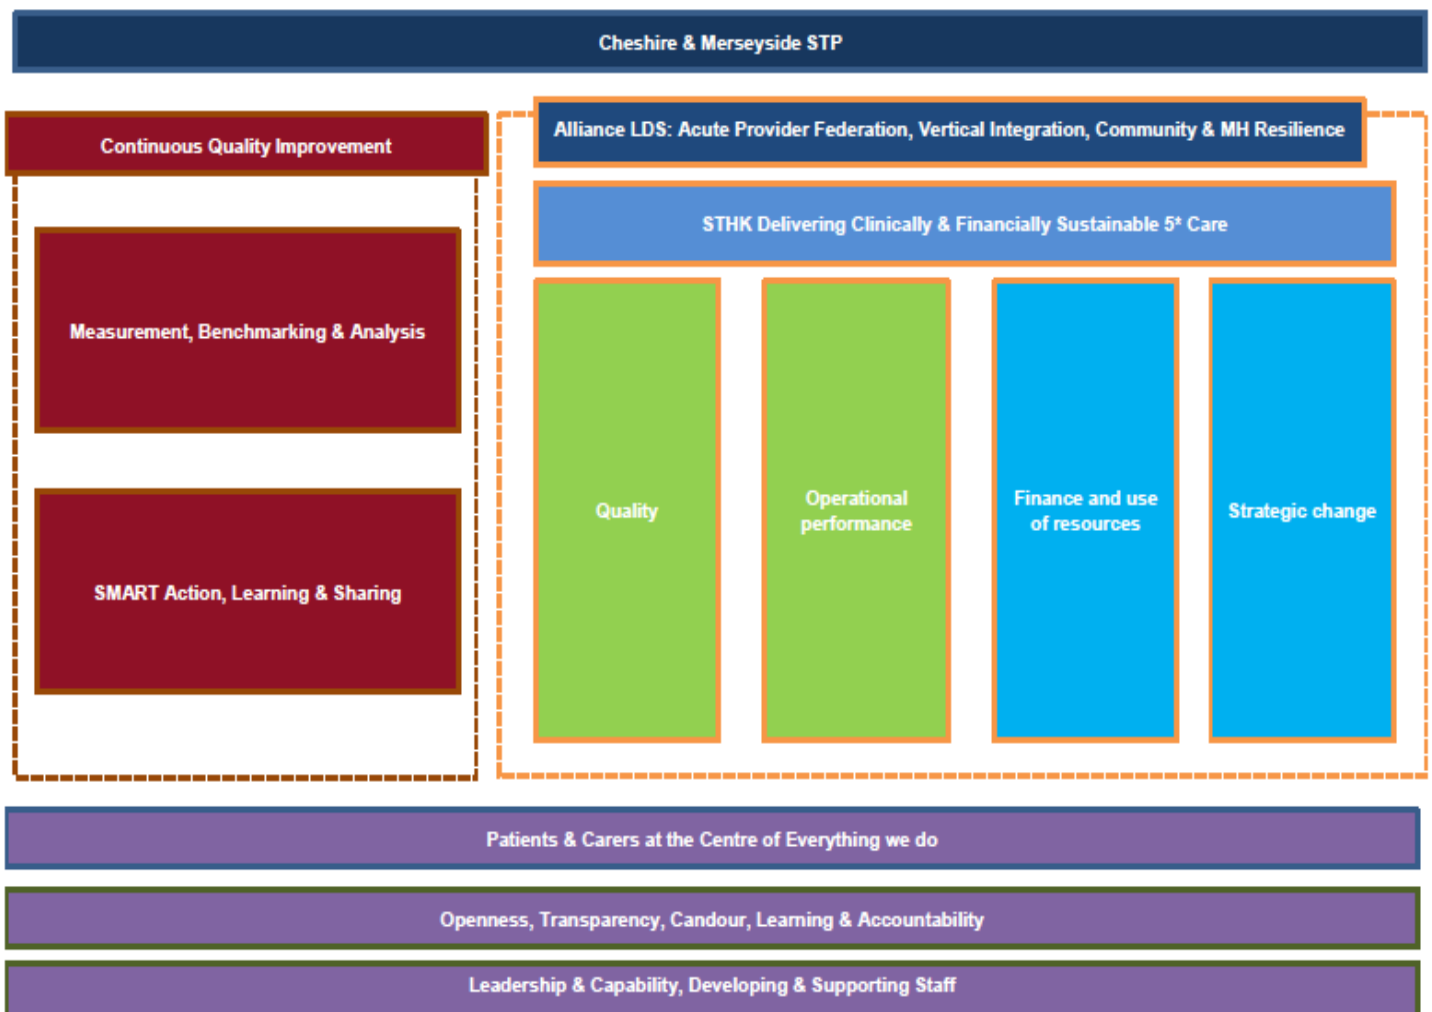 Cheshire & Merseyside STP
Continuous Quality Improvement
Measurement, Benchmarking & Analysis
SMART Action, Learning & Sharing
Alliance LDS: Acute Provider Federation, Vertical Integration, Community & MH Resilience
STHK Delivering Clinically & Financially Sustainable 5* Care
Quality
Operational
performance
Finance and use
of resources
Strategic change
Patients & Carers at the Centre of Everything we do
Openness, Transparency, Candour, Learning & Accountability
Leadership & Capability, Developing & Supporting Staff